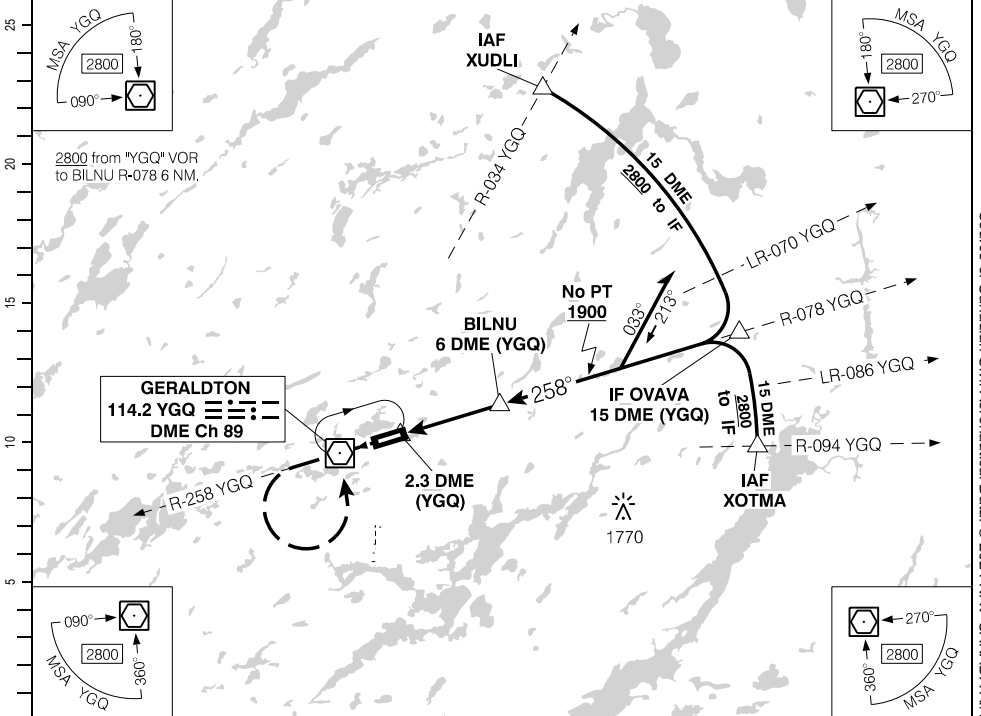 25
20
15
10
5
MSA YGQ
2800
180°
090°
MSA YGQ
2800
180°
270°
2800 from "YGQ" VOR
to BILNU R-078 6 NM.
IAF
XUDLI
R-034 YGQ
15 DME
2800 to IF
LR-070 YGQ
No PT
1900
033°
213°
R-078 YGQ
BILNU
6 DME (YGQ)
258°
IF OVAVA
15 DME (YGQ)
LR-086 YGQ
15 DME
2800
to IF
R-094 YGQ
IAF
XOTMA
GERALDTON
114.2 YGQ
DME Ch 89
2.3 DME
(YGQ)
R-258 YGQ
1770
090°
2800
360°
MSA YGQ
270°
2800
360°
MSA YGQ